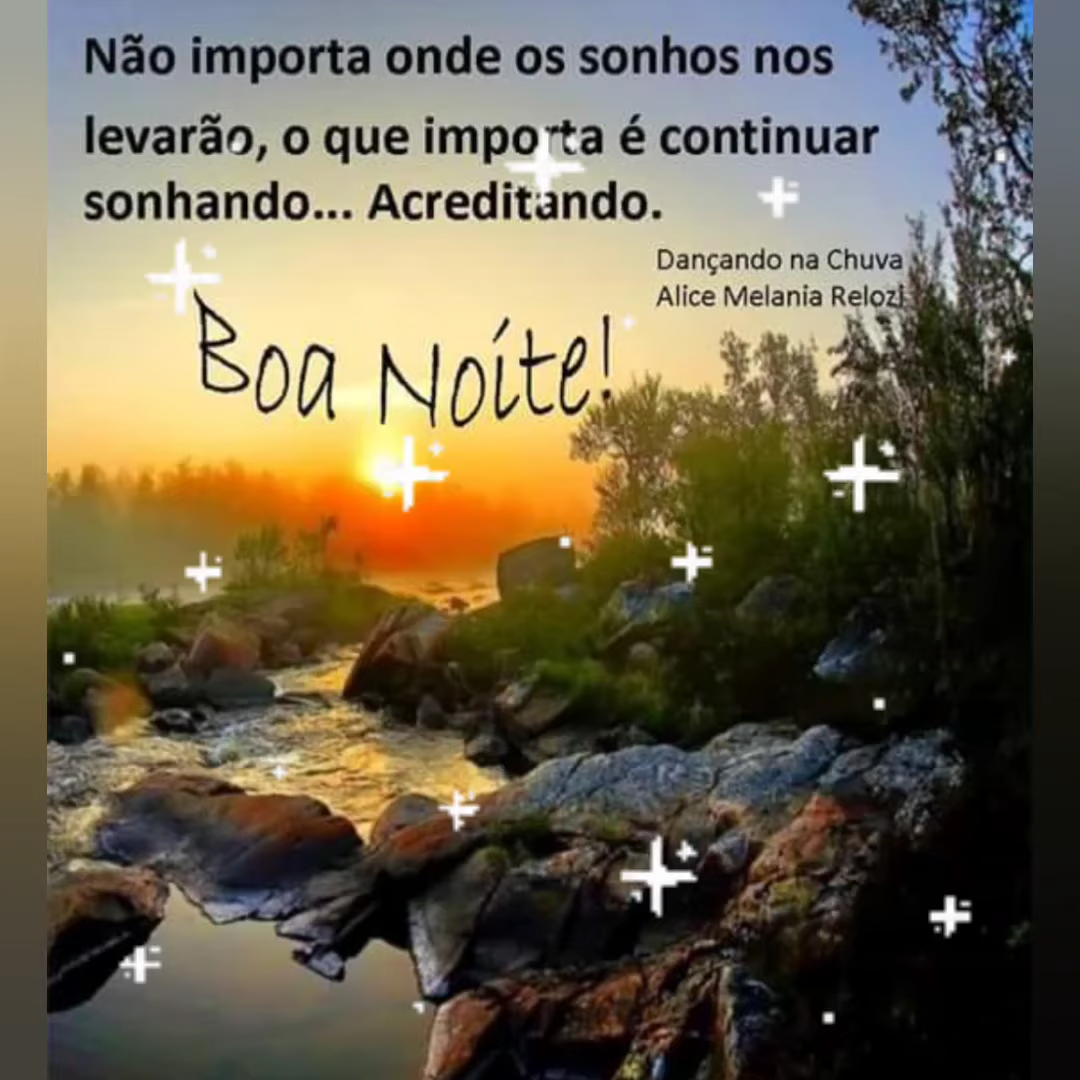 Não importa onde os sonhos nos
levarão, o que importa é continuar
sonhando... Acreditando.
Dançando na Chuva
Alice Melania Relozi
Boa Noite!